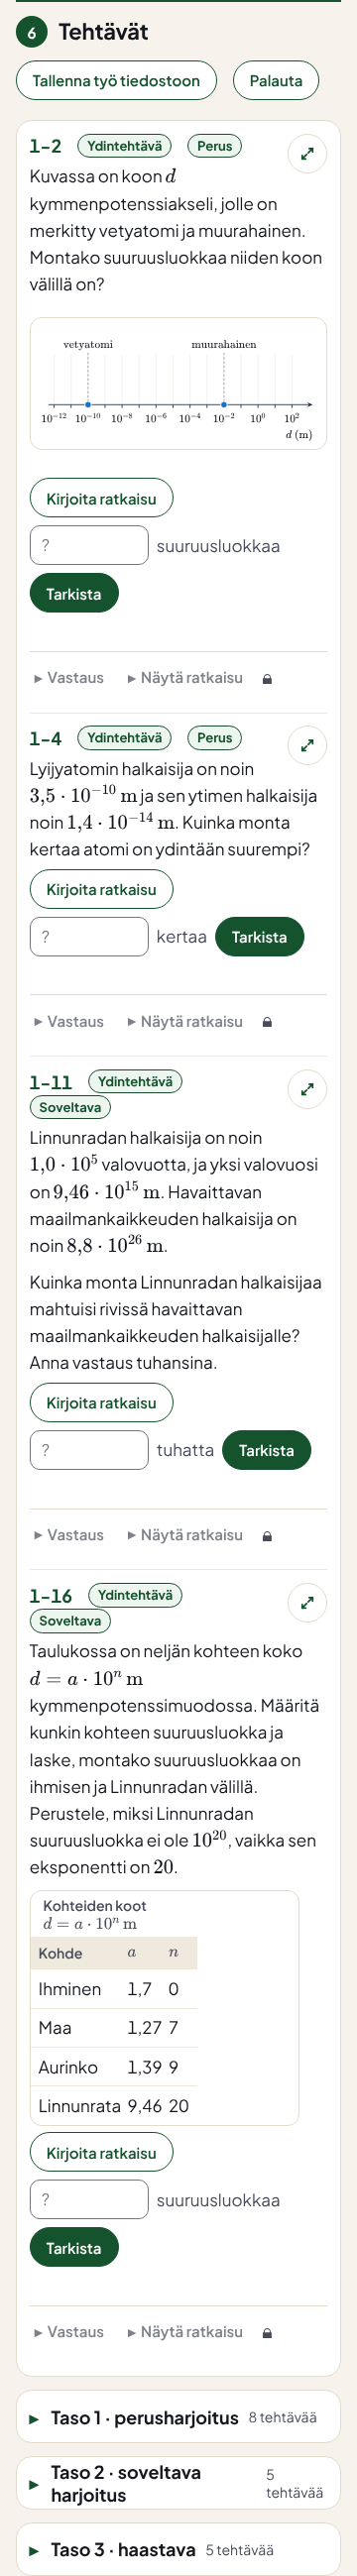 6 Tehtävät
Tallenna työ tiedostoon Palauta
1-2 Ydintehtävä Perus
Kuvassa on koon d
kymmenpotenssiakseli, jolle on
merkitty vetyatomi ja muurahainen.
Montako suuruusluokkaa niiden koon
välillä on?
vetyatomi muurahainen
10⁻¹² 10⁻¹⁰ 10⁻⁸ 10⁻⁶ 10⁻⁴ 10⁻² 10⁰ 10²
d (m)
Kirjoita ratkaisu
? suuruusluokkaa
Tarkista
▸ Vastaus ▸ Näytä ratkaisu
1-4 Ydintehtävä Perus
Lyijyatomin halkaisija on noin
3,5 · 10⁻¹⁰ m ja sen ytimen halkaisija
noin 1,4 · 10⁻¹⁴ m. Kuinka monta
kertaa atomi on ydintään suurempi?
Kirjoita ratkaisu
? kertaa Tarkista
▸ Vastaus ▸ Näytä ratkaisu
1-11 Ydintehtävä
Soveltava
Linnunradan halkaisija on noin
1,0 · 10⁵ valovuotta, ja yksi valovuosi
on 9,46 · 10¹⁵ m. Havaittavan
maailmankaikkeuden halkaisija on
noin 8,8 · 10²⁶ m.
Kuinka monta Linnunradan halkaisijaa
mahtuisi rivissä havaittavan
maailmankaikkeuden halkaisijalle?
Anna vastaus tuhansina.
Kirjoita ratkaisu
? tuhatta Tarkista
▸ Vastaus ▸ Näytä ratkaisu
1-16 Ydintehtävä
Soveltava
Taulukossa on neljän kohteen koko
d = a · 10ⁿ m
kymmenpotenssimuodossa. Määritä
kunkin kohteen suuruusluokka ja
laske, montako suuruusluokkaa on
ihmisen ja Linnunradan välillä.
Perustele, miksi Linnunradan
suuruusluokka ei ole 10²⁰, vaikka sen
eksponentti on 20.
Kohteiden koot
d = a · 10ⁿ m
Kohde a n
Ihminen 1,7 0
Maa 1,27 7
Aurinko 1,39 9
Linnunrata 9,46 20
Kirjoita ratkaisu
? suuruusluokkaa
Tarkista
▸ Vastaus ▸ Näytä ratkaisu
▸ Taso 1 · perusharjoitus 8 tehtävää
▸ Taso 2 · soveltava 5
harjoitus tehtävää
▸ Taso 3 · haastava 5 tehtävää